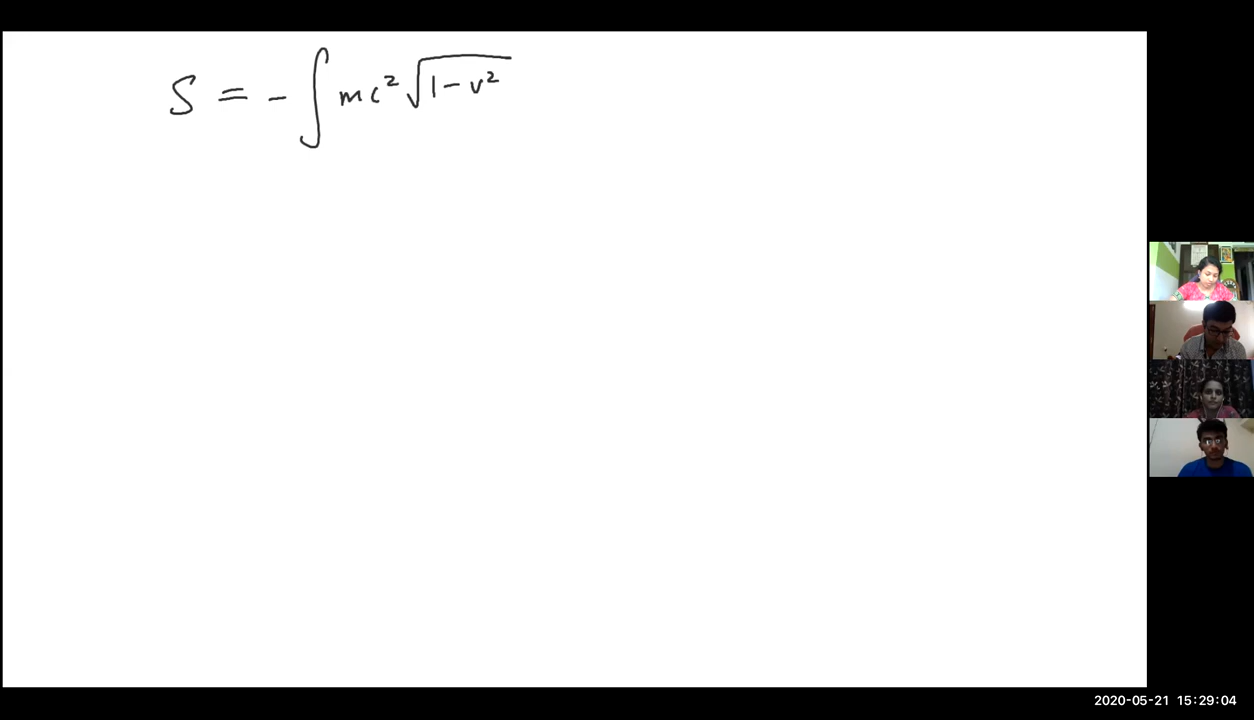 S = - ∫ mc² √(1-v²)
2020-05-21 15:29:04